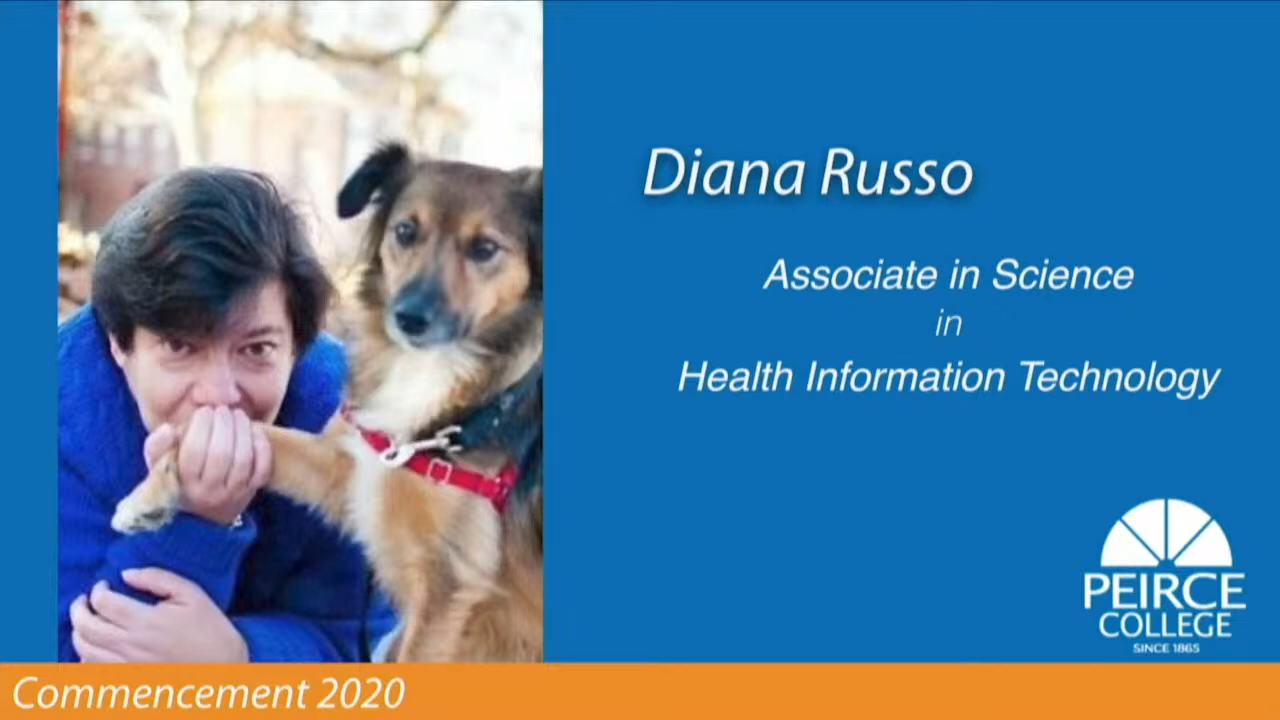 Diana Russo
Associate in Science
in
Health Information Technology
PEIRCE
COLLEGE
SINCE 1865
Commencement 2020